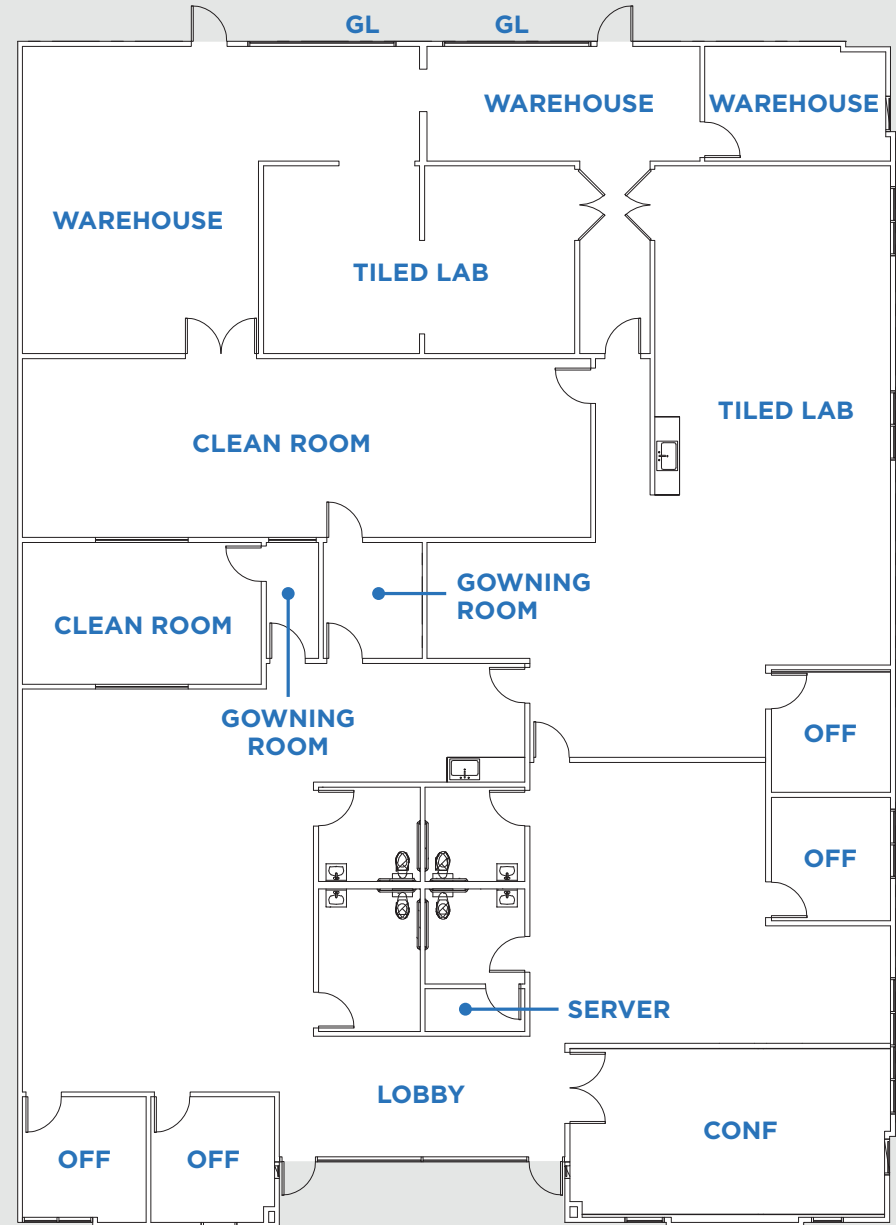 GL
GL
WAREHOUSE
WAREHOUSE
WAREHOUSE
TILED LAB
TILED LAB
CLEAN ROOM
GOWNING
ROOM
CLEAN ROOM
GOWNING
ROOM
OFF
OFF
SERVER
LOBBY
CONF
OFF
OFF